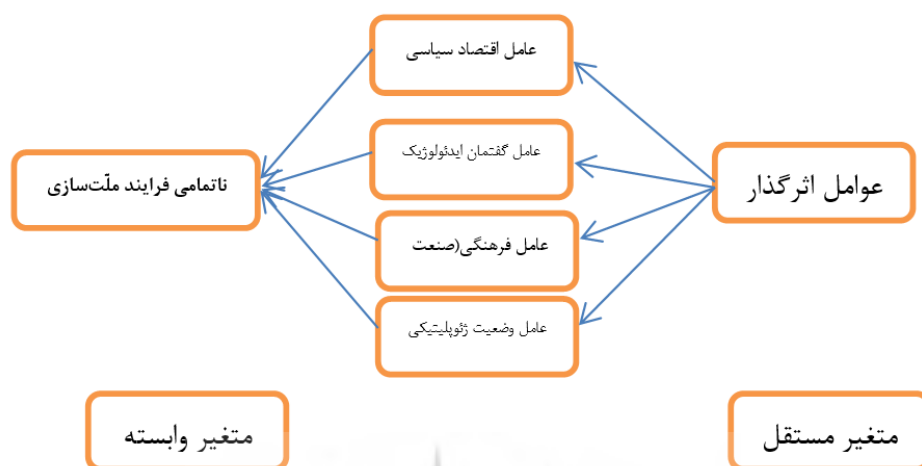 عوامل اثرگذار
عامل اقتصاد سیاسی
عامل گفتمان ایدئولوژیک
عامل فرهنگی(صنعت
عامل وضعیت ژئوپلیتیکی
ناتمامی فرایند ملّت‌سازی
متغیر مستقل
متغیر وابسته